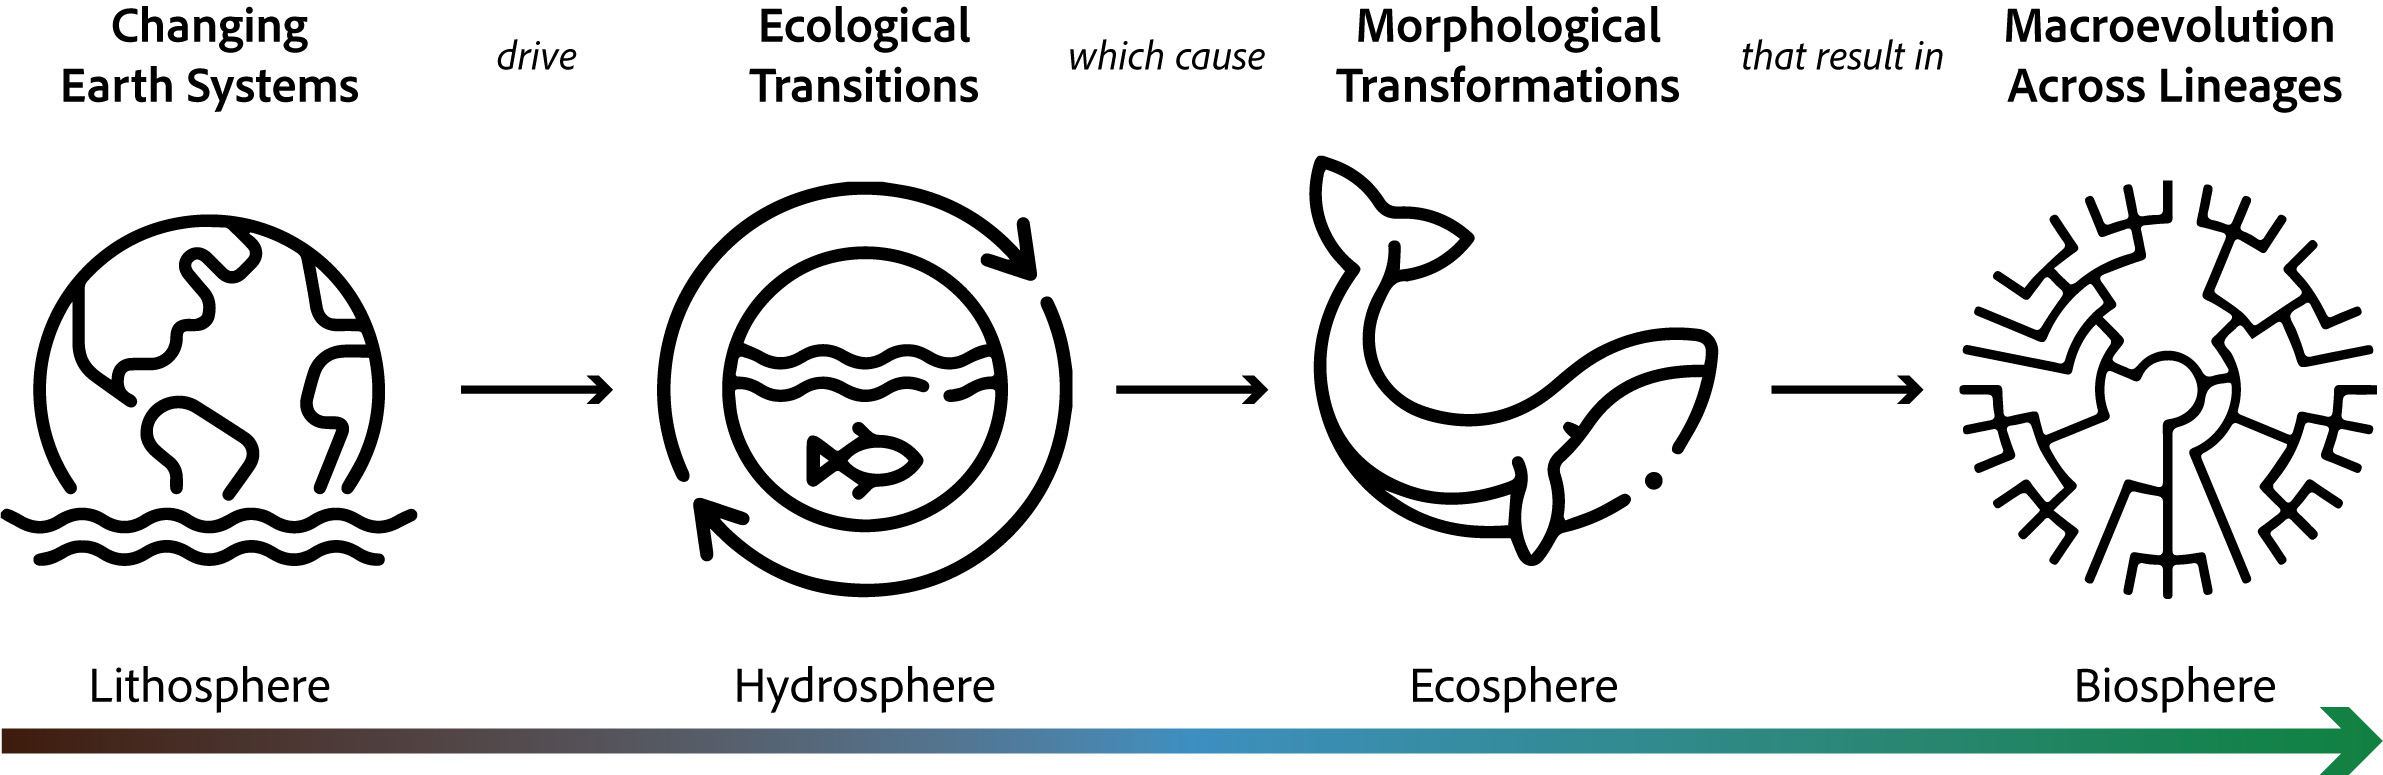 Changing
Earth Systems
drive
Ecological
Transitions
which cause
Morphological
Transformations
that result in
Macroevolution
Across Lineages
Lithosphere
Hydrosphere
Ecosphere
Biosphere